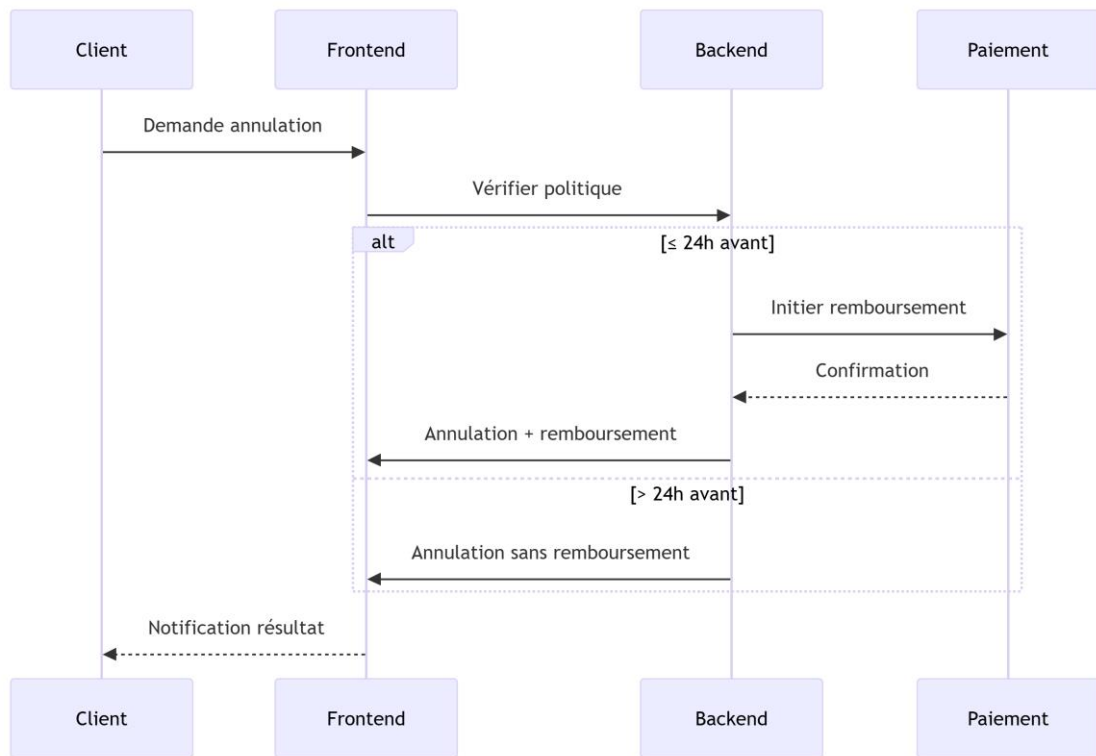 Client
Frontend
Backend
Paiement
Demande annulation
Vérifier politique
alt
[≤ 24h avant]
Initier remboursement
Confirmation
Annulation + remboursement
[> 24h avant]
Annulation sans remboursement
Notification résultat
Client
Frontend
Backend
Paiement